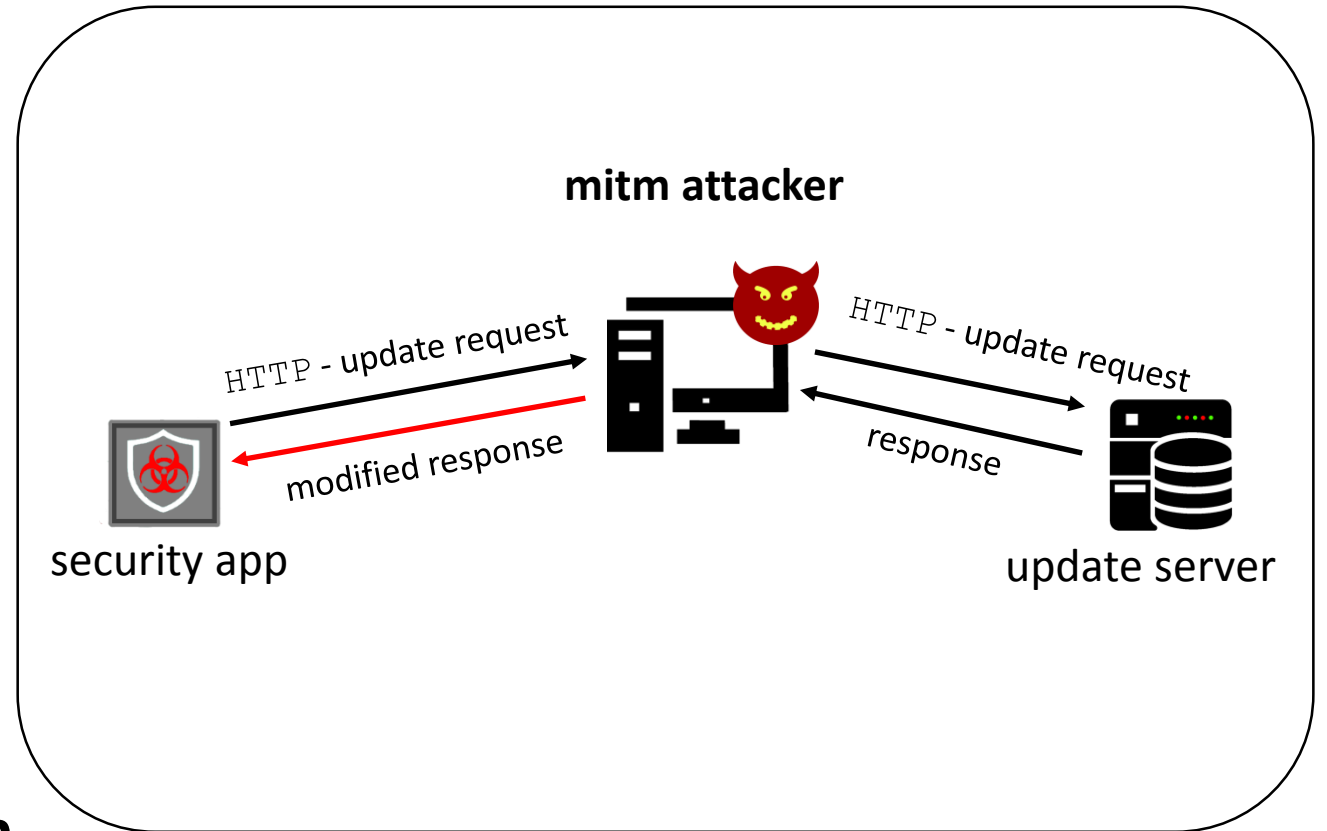 mitm attacker
HTTP - update request
HTTP - update request
modified response
response
security app
update server